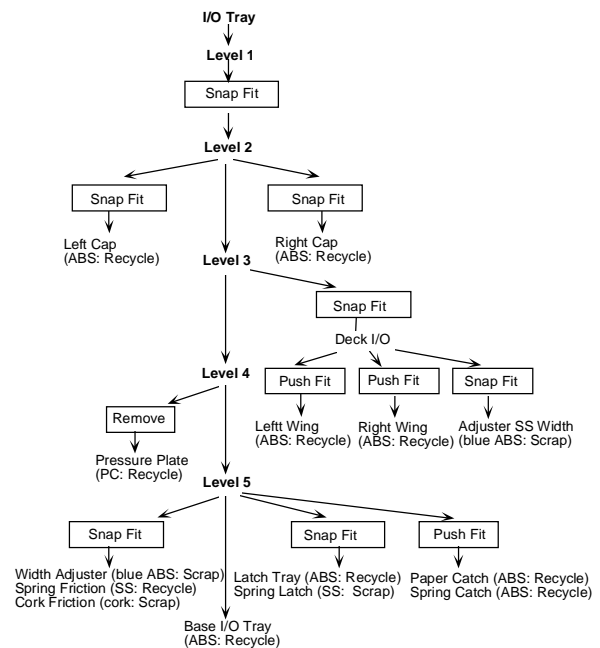 I/O Tray
Level 1
Snap Fit
Level 2
Snap Fit
Snap Fit
Left Cap
(ABS: Recycle)
Right Cap
(ABS: Recycle)
Level 3
Snap Fit
Deck I/O
Level 4
Push Fit
Push Fit
Snap Fit
Remove
Leftt Wing
(ABS: Recycle)
Right Wing
(ABS: Recycle)
Adjuster SS Width
(blue ABS: Scrap)
Pressure Plate
(PC: Recycle)
Level 5
Snap Fit
Snap Fit
Push Fit
Width Adjuster (blue ABS: Scrap)
Spring Friction (SS: Recycle)
Cork Friction (cork: Scrap)
Latch Tray (ABS: Recycle)
Spring Latch (SS: Scrap)
Paper Catch (ABS: Recycle)
Spring Catch (ABS: Recycle)
Base I/O Tray
(ABS: Recycle)